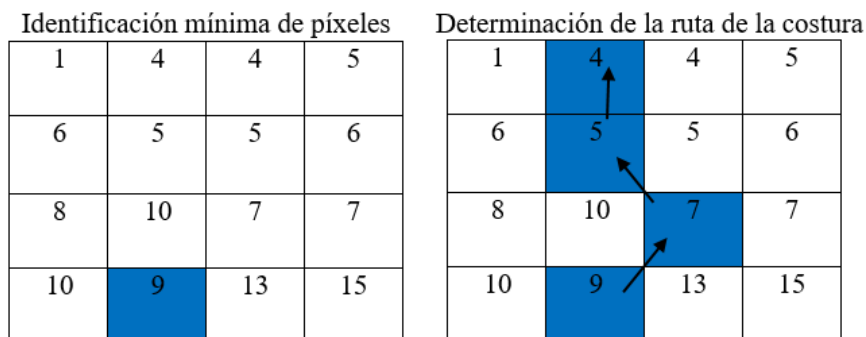 Identificación mínima de píxeles
1 4 4 5
6 5 5 6
8 10 7 7
10 9 13 15
Determinación de la ruta de la costura
1 4 4 5
6 5 5 6
8 10 7 7
10 9 13 15